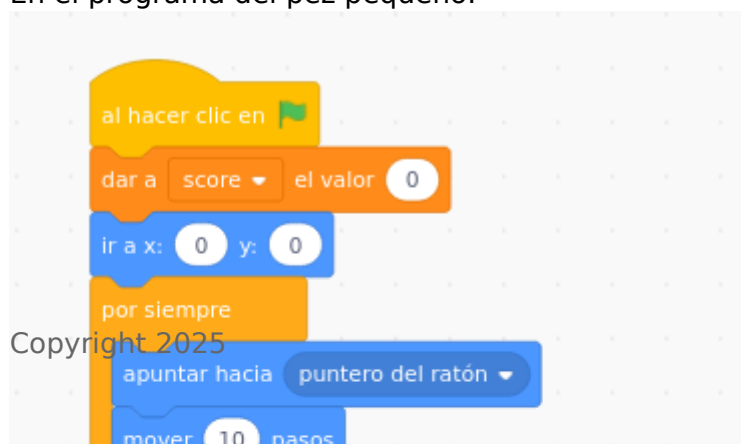 En el programa del pez pequeño:
al hacer clic en
dar a score el valor 0
ir a x: 0 y: 0
por siempre
Copyright 2025
apuntar hacia puntero del ratón
mover 10 pasos